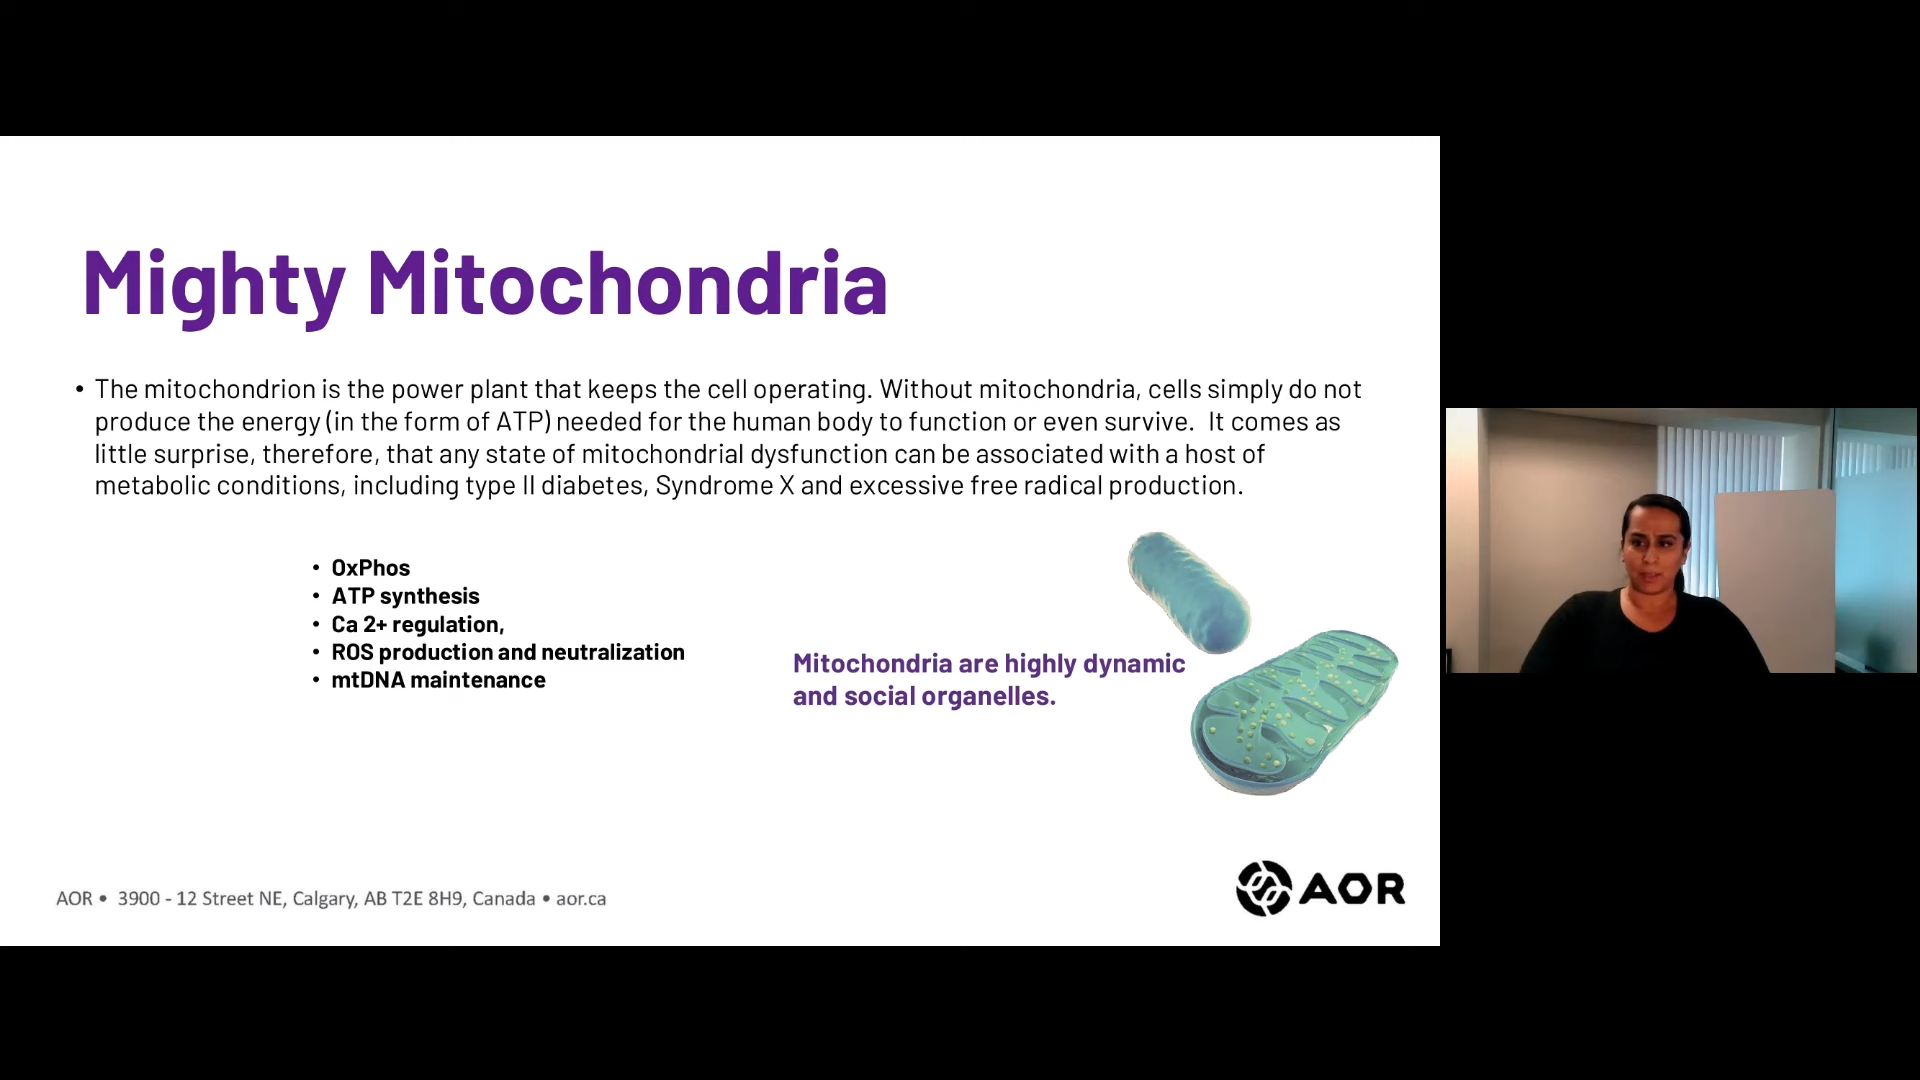 Mighty Mitochondria
• The mitochondrion is the power plant that keeps the cell operating. Without mitochondria, cells simply do not
produce the energy (in the form of ATP) needed for the human body to function or even survive.  It comes as
little surprise, therefore, that any state of mitochondrial dysfunction can be associated with a host of
metabolic conditions, including type II diabetes, Syndrome X and excessive free radical production.
• OxPhos
• ATP synthesis
• Ca 2+ regulation,
• ROS production and neutralization
• mtDNA maintenance
Mitochondria are highly dynamic
and social organelles.
AOR • 3900 - 12 Street NE, Calgary, AB T2E 8H9, Canada • aor.ca
AOR